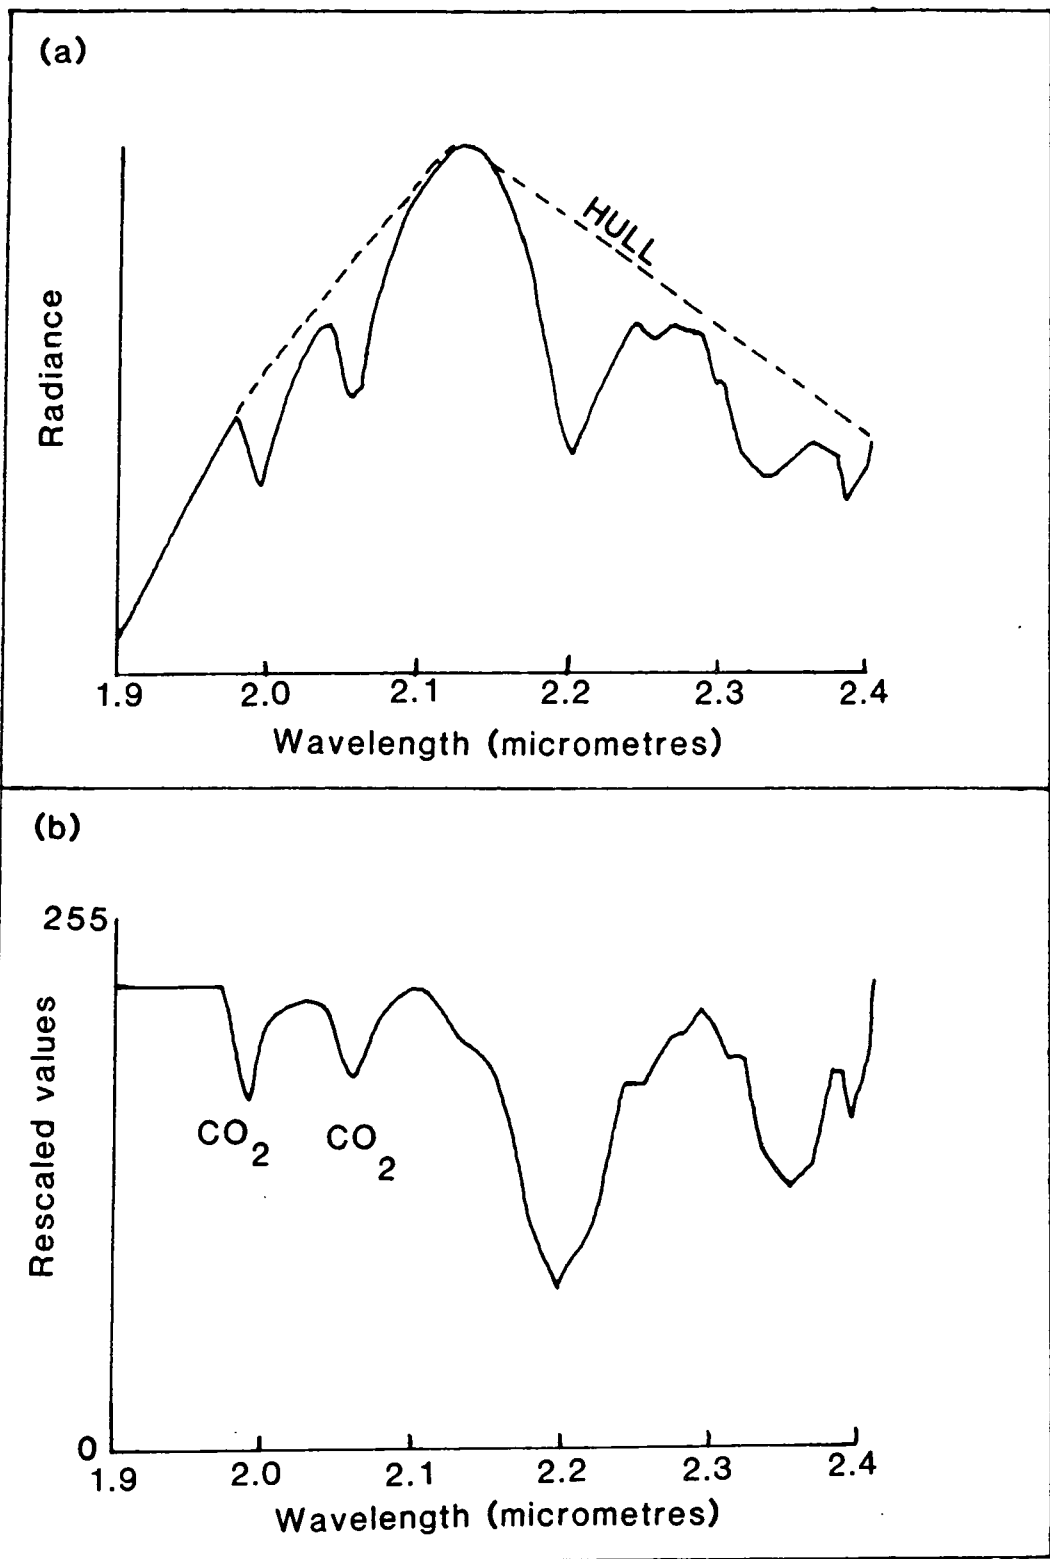 (a)
HULL
Radiance
1.9 2.0 2.1 2.2 2.3 2.4
Wavelength (micrometres)
(b)
255
Rescaled values
CO2 CO2
0
1.9 2.0 2.1 2.2 2.3 2.4
Wavelength (micrometres)